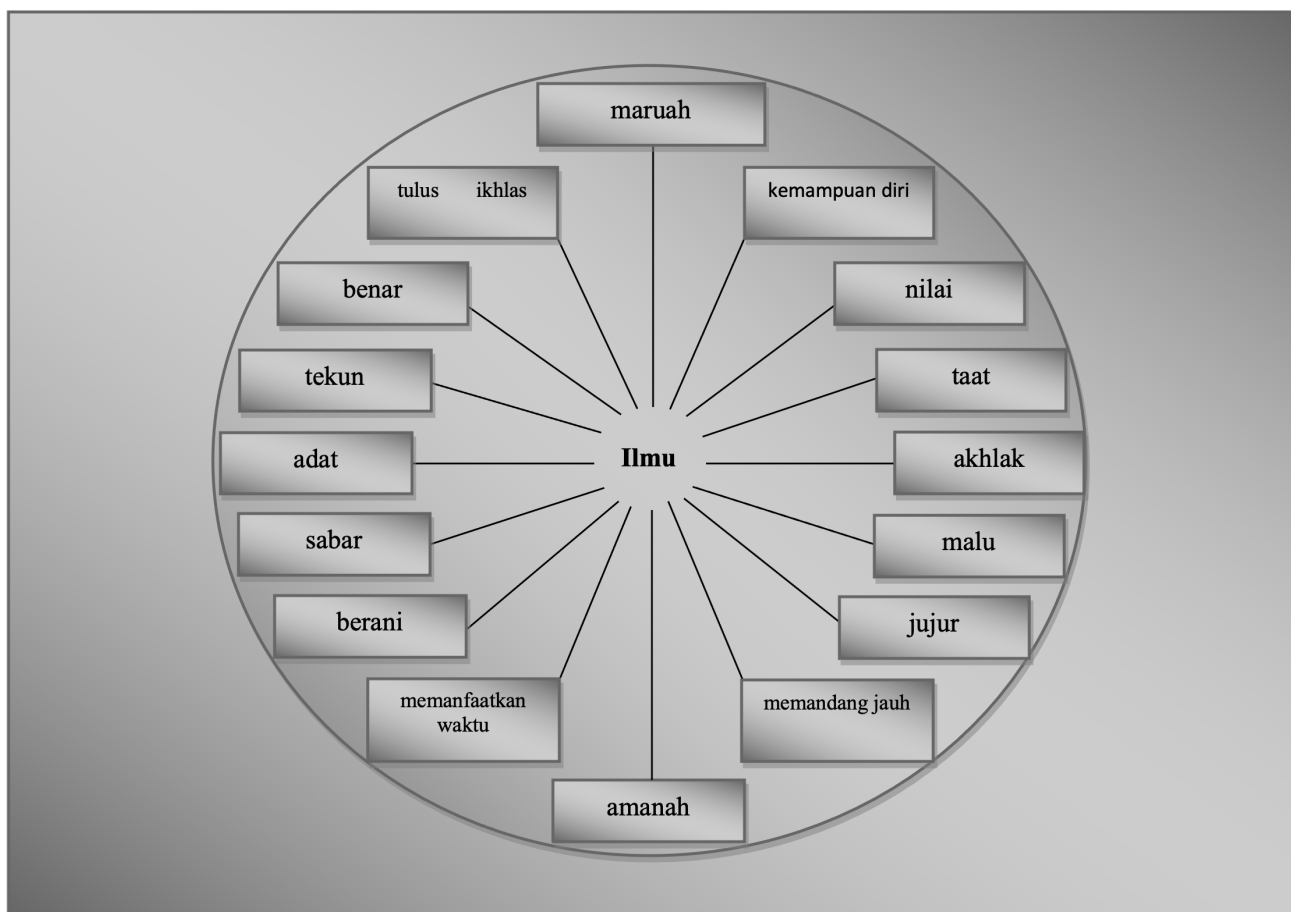 maruah
tulus ikhlas
kemampuan diri
benar
nilai
tekun
taat
adat
Ilmu
akhlak
sabar
malu
berani
jujur
memanfaatkan
waktu
memandang jauh
amanah